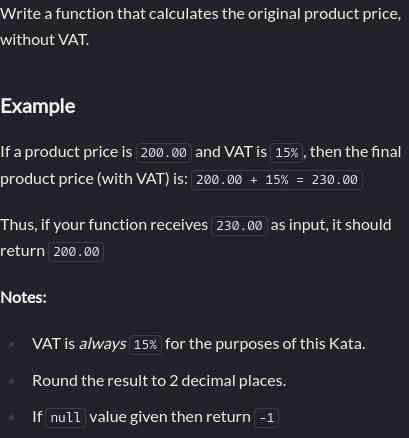 Write a function that calculates the original product price,
without VAT.
Example
If a product price is 200.00 and VAT is 15%, then the final
product price (with VAT) is: 200.00 + 15% = 230.00
Thus, if your function receives 230.00 as input, it should
return 200.00
Notes:
VAT is always 15% for the purposes of this Kata.
Round the result to 2 decimal places.
If null value given then return -1